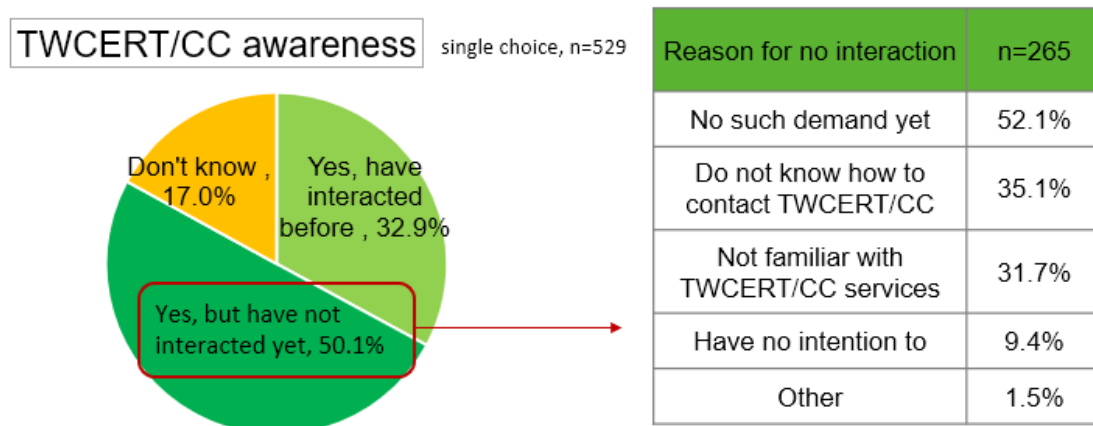 TWCERT/CC awareness
single choice, n=529
Don't know ,
17.0%
Yes, have
interacted
before , 32.9%
Yes, but have not
interacted yet, 50.1%
Reason for no interaction n=265
No such demand yet 52.1%
Do not know how to
contact TWCERT/CC 35.1%
Not familiar with
TWCERT/CC services 31.7%
Have no intention to 9.4%
Other 1.5%